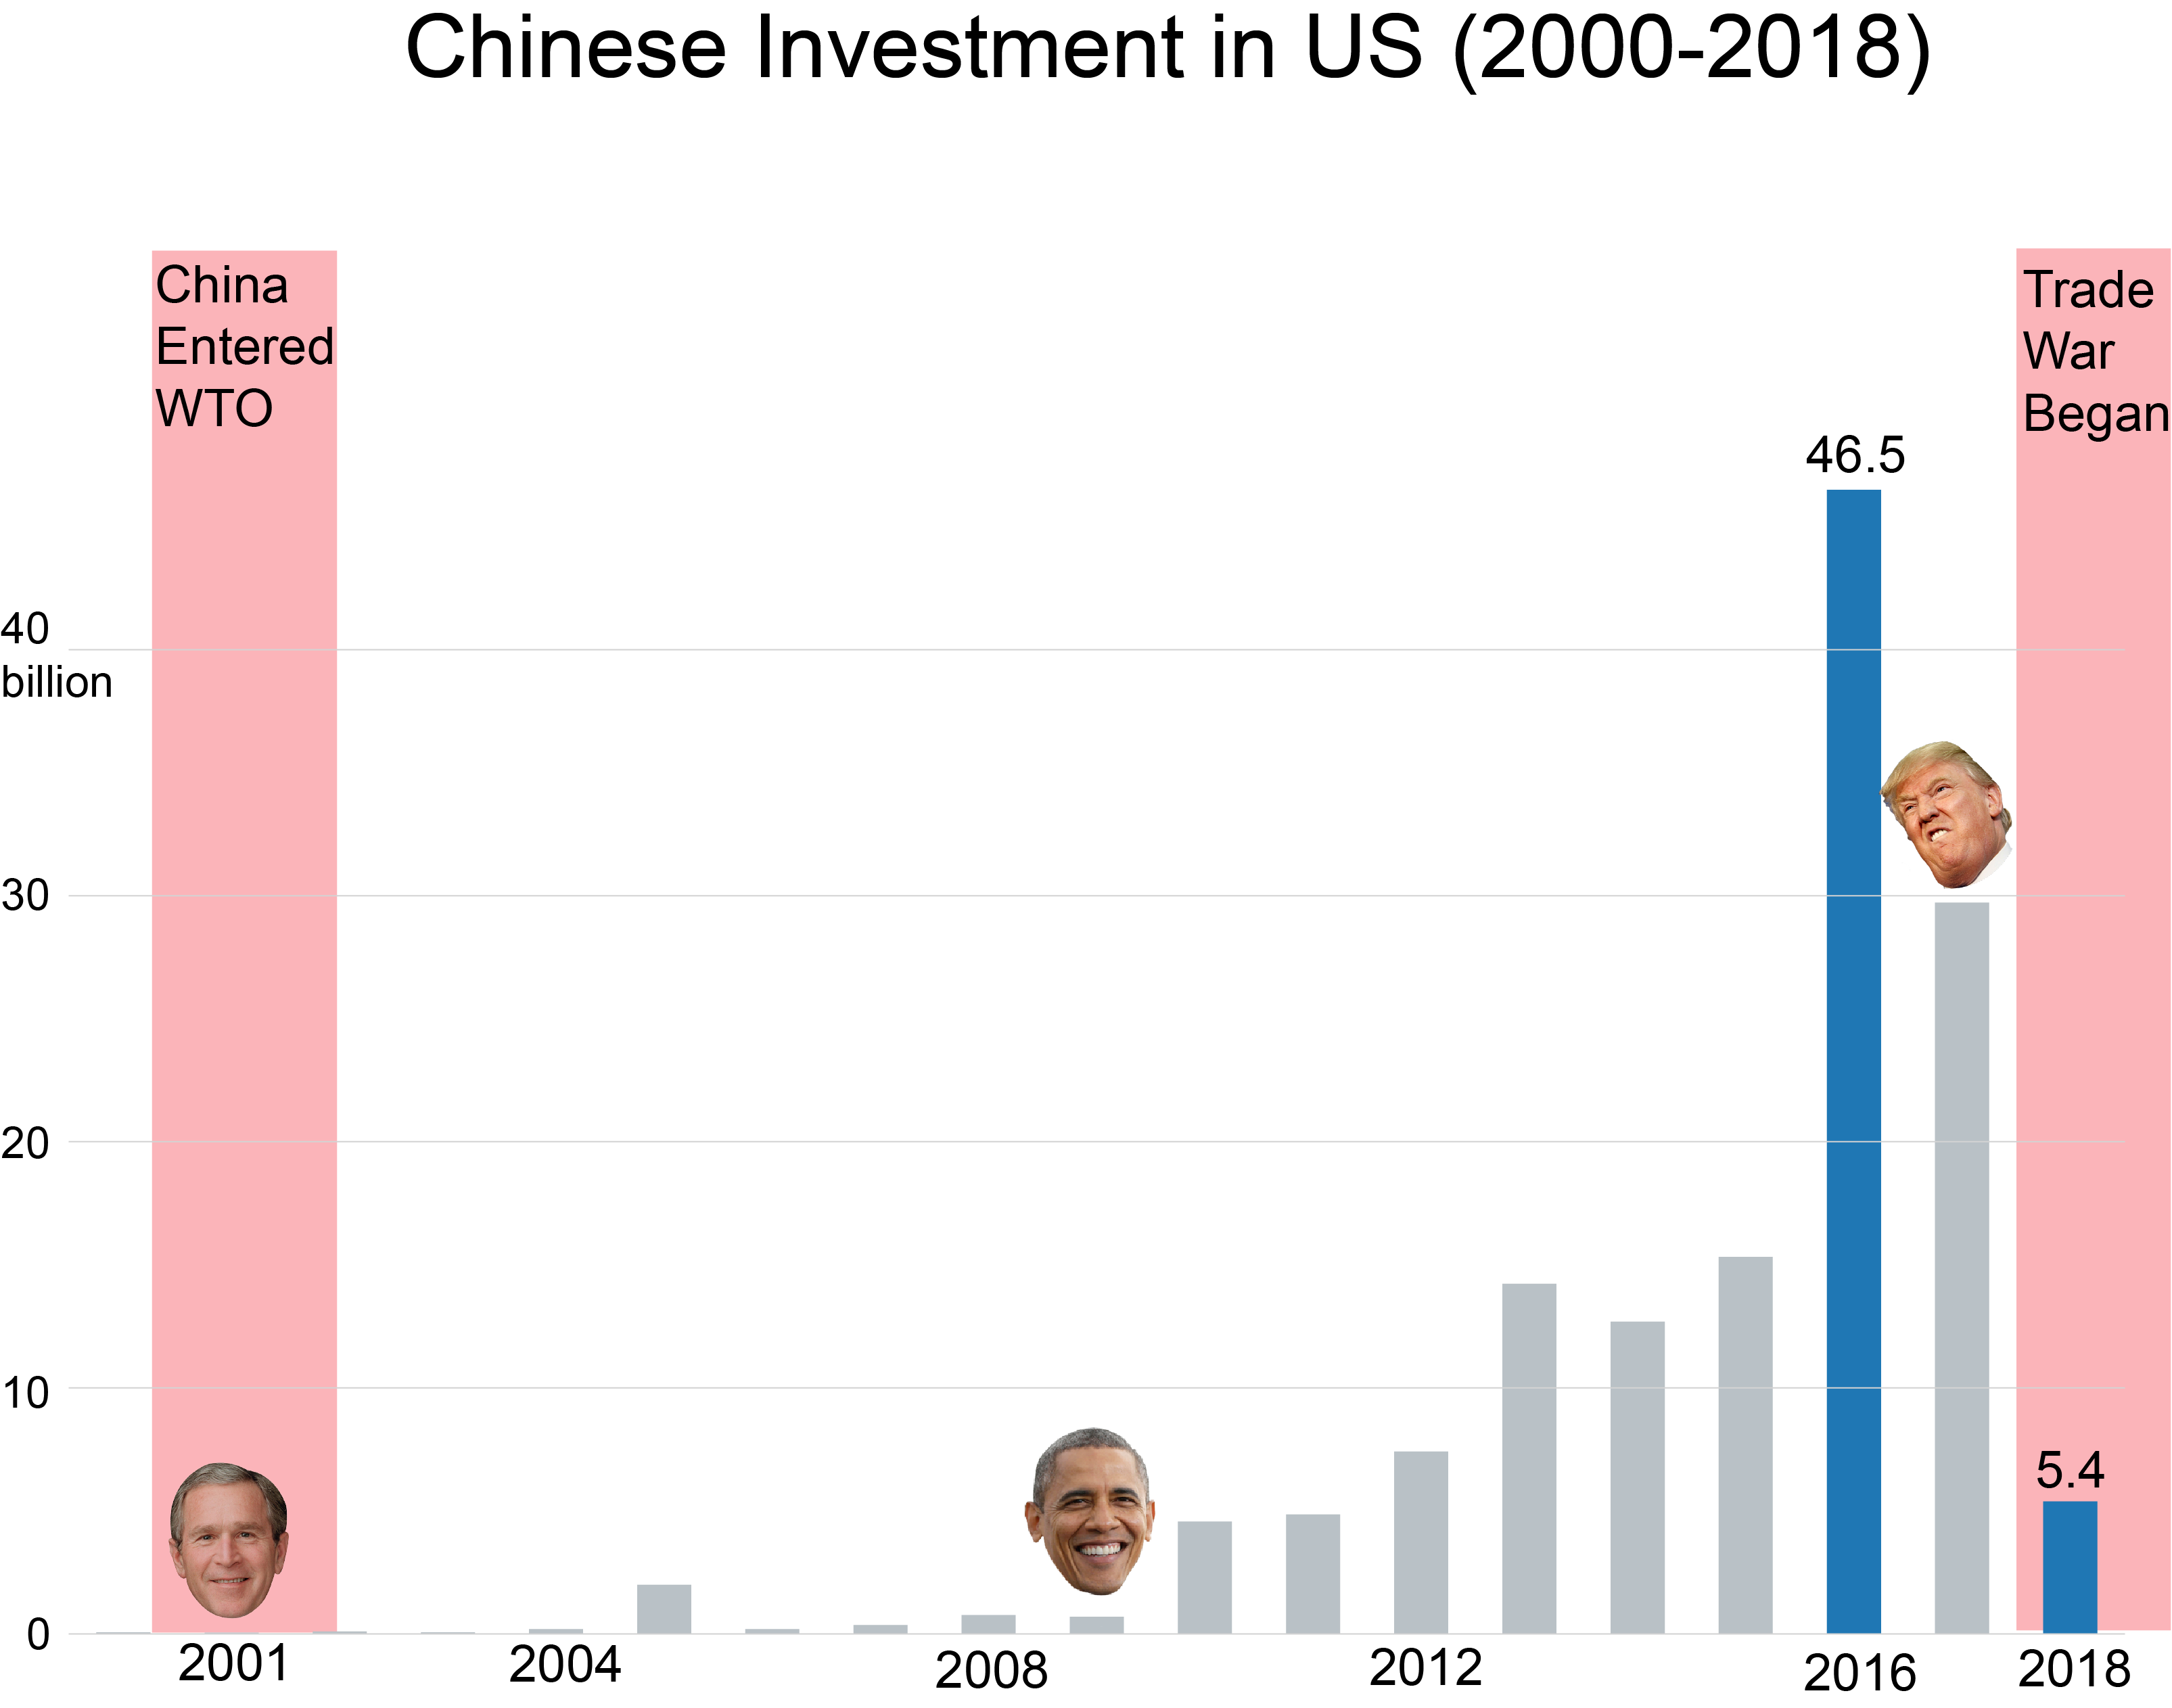 Chinese Investment in US (2000-2018)
China
Entered
WTO
Trade
War
Began
46.5
40
billion
30
20
10
5.4
0
2001
2004
2008
2012
2016
2018